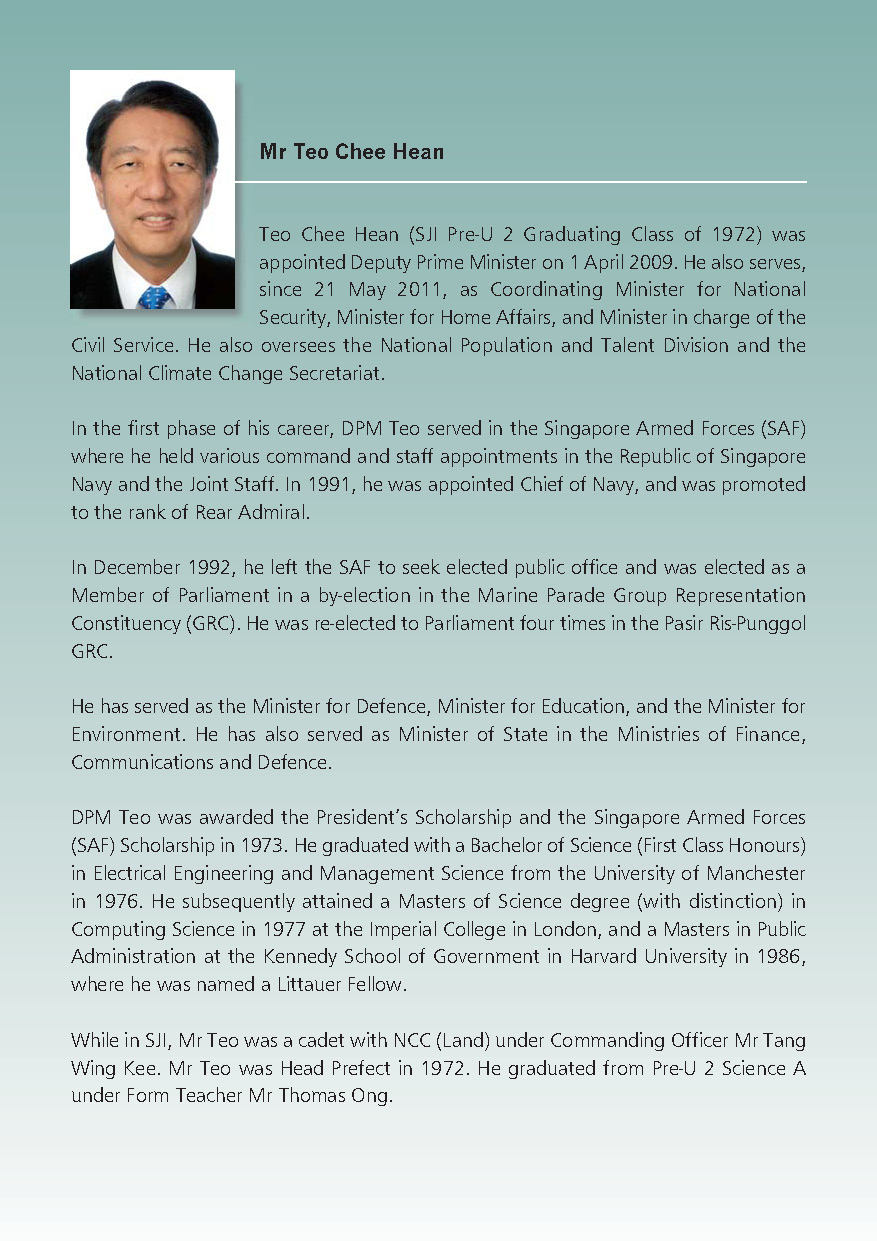 Mr Teo Chee Hean
Teo Chee Hean (SJI Pre-U 2 Graduating Class of 1972) was
appointed Deputy Prime Minister on 1 April 2009. He also serves,
since 21 May 2011, as Coordinating Minister for National
Security, Minister for Home Affairs, and Minister in charge of the
Civil Service. He also oversees the National Population and Talent Division and the
National Climate Change Secretariat.
In the first phase of his career, DPM Teo served in the Singapore Armed Forces (SAF)
where he held various command and staff appointments in the Republic of Singapore
Navy and the Joint Staff. In 1991, he was appointed Chief of Navy, and was promoted
to the rank of Rear Admiral.
In December 1992, he left the SAF to seek elected public office and was elected as a
Member of Parliament in a by-election in the Marine Parade Group Representation
Constituency (GRC). He was re-elected to Parliament four times in the Pasir Ris-Punggol
GRC.
He has served as the Minister for Defence, Minister for Education, and the Minister for
Environment. He has also served as Minister of State in the Ministries of Finance,
Communications and Defence.
DPM Teo was awarded the President’s Scholarship and the Singapore Armed Forces
(SAF) Scholarship in 1973. He graduated with a Bachelor of Science (First Class Honours)
in Electrical Engineering and Management Science from the University of Manchester
in 1976. He subsequently attained a Masters of Science degree (with distinction) in
Computing Science in 1977 at the Imperial College in London, and a Masters in Public
Administration at the Kennedy School of Government in Harvard University in 1986,
where he was named a Littauer Fellow.
While in SJI, Mr Teo was a cadet with NCC (Land) under Commanding Officer Mr Tang
Wing Kee. Mr Teo was Head Prefect in 1972. He graduated from Pre-U 2 Science A
under Form Teacher Mr Thomas Ong.